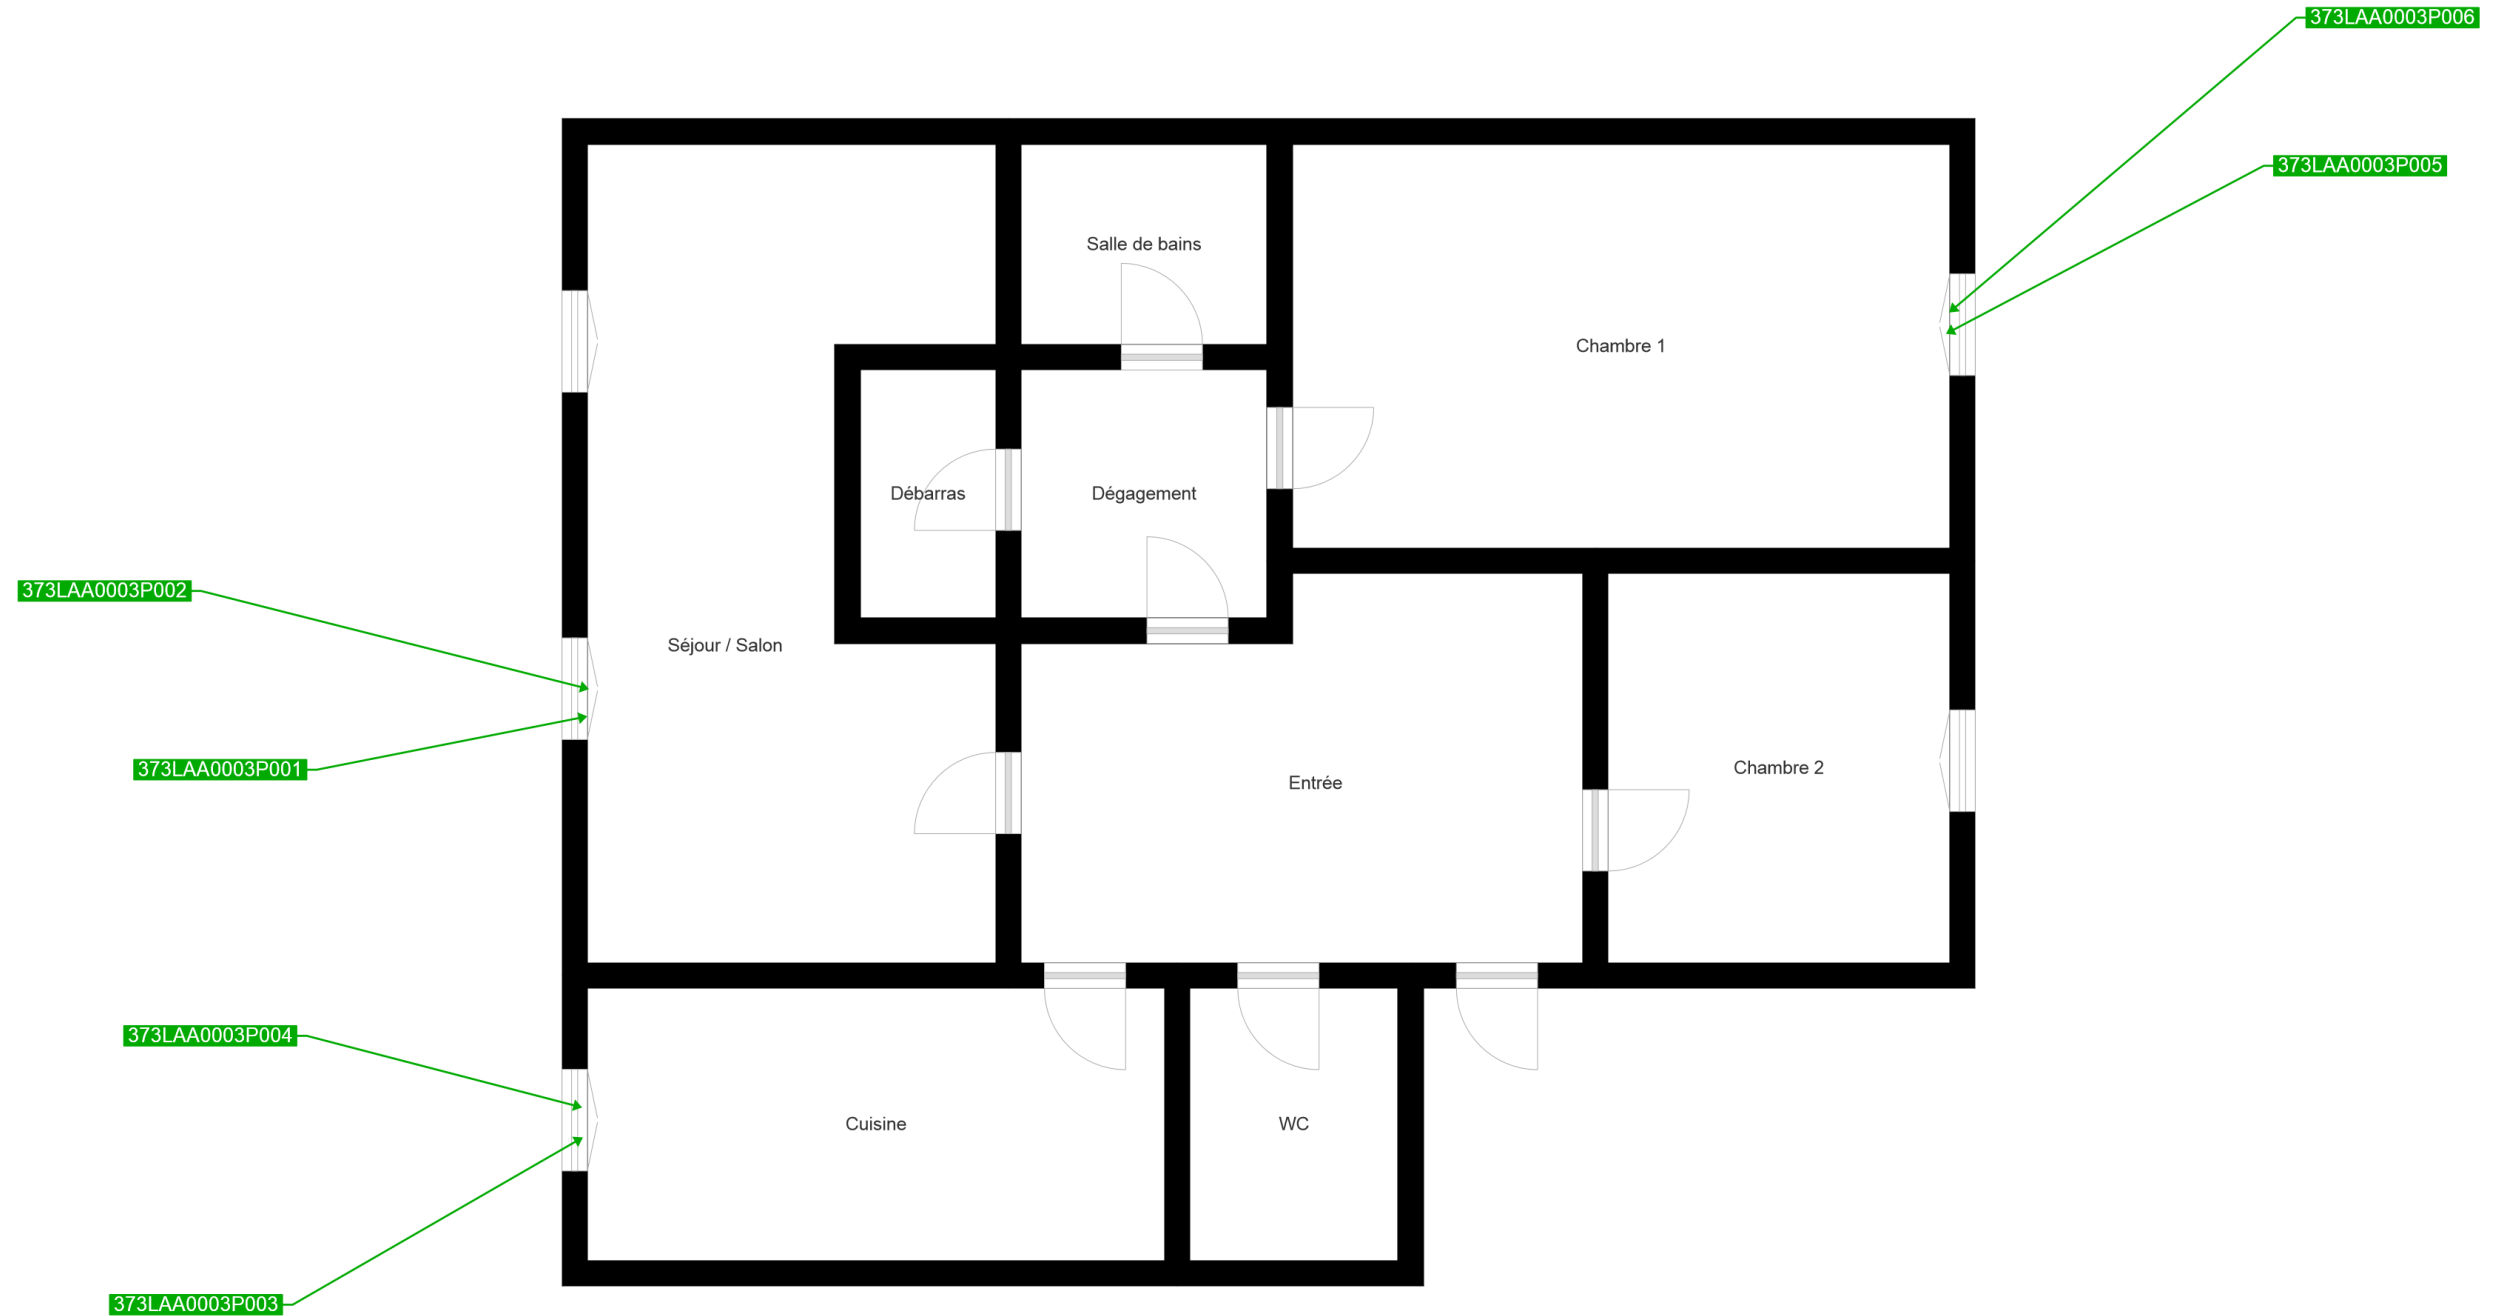 373LAA0003P006
373LAA0003P005
Salle de bains
Chambre 1
Débarras
Dégagement
373LAA0003P002
Séjour / Salon
373LAA0003P001
Chambre 2
Entrée
373LAA0003P004
Cuisine
WC
373LAA0003P003